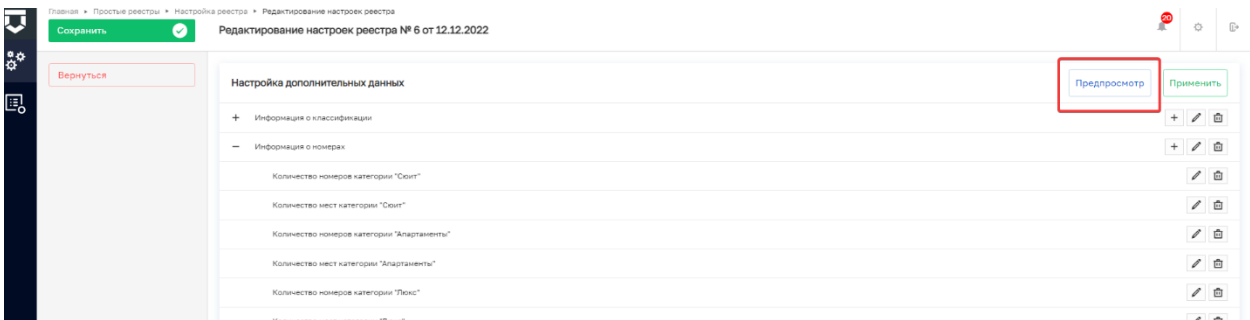 Главная ▸ Простые реестры ▸ Настройка реестра ▸ Редактирование настроек реестра
Сохранить
Редактирование настроек реестра № 6 от 12.12.2022
20
Вернуться
Настройка дополнительных данных
Предпросмотр
Применить
Информация о классификации
Информация о номерах
Количество номеров категории "Сюит"
Количество мест категории "Сюит"
Количество номеров категории "Апартаменты"
Количество мест категории "Апартаменты"
Количество номеров категории "Люкс"